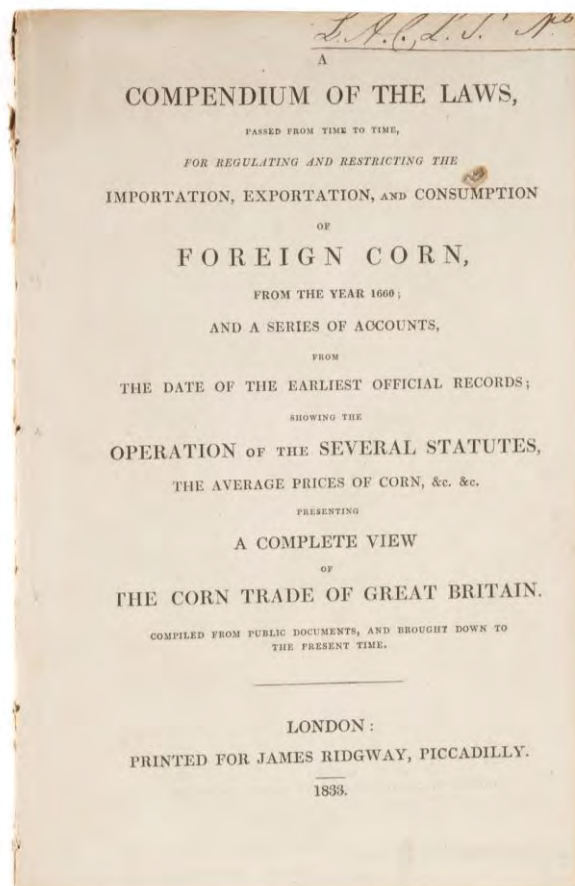 A
COMPENDIUM OF THE LAWS,
PASSED FROM TIME TO TIME,
FOR REGULATING AND RESTRICTING THE
IMPORTATION, EXPORTATION, AND CONSUMPTION
OF
FOREIGN CORN,
FROM THE YEAR 1660;
AND A SERIES OF ACCOUNTS,
FROM
THE DATE OF THE EARLIEST OFFICIAL RECORDS;
SHOWING THE
OPERATION OF THE SEVERAL STATUTES,
THE AVERAGE PRICES OF CORN, &c. &c.
PRESENTING
A COMPLETE VIEW
OF
THE CORN TRADE OF GREAT BRITAIN.
COMPILED FROM PUBLIC DOCUMENTS, AND BROUGHT DOWN TO
THE PRESENT TIME.
LONDON:
PRINTED FOR JAMES RIDGWAY, PICCADILLY.
1833.